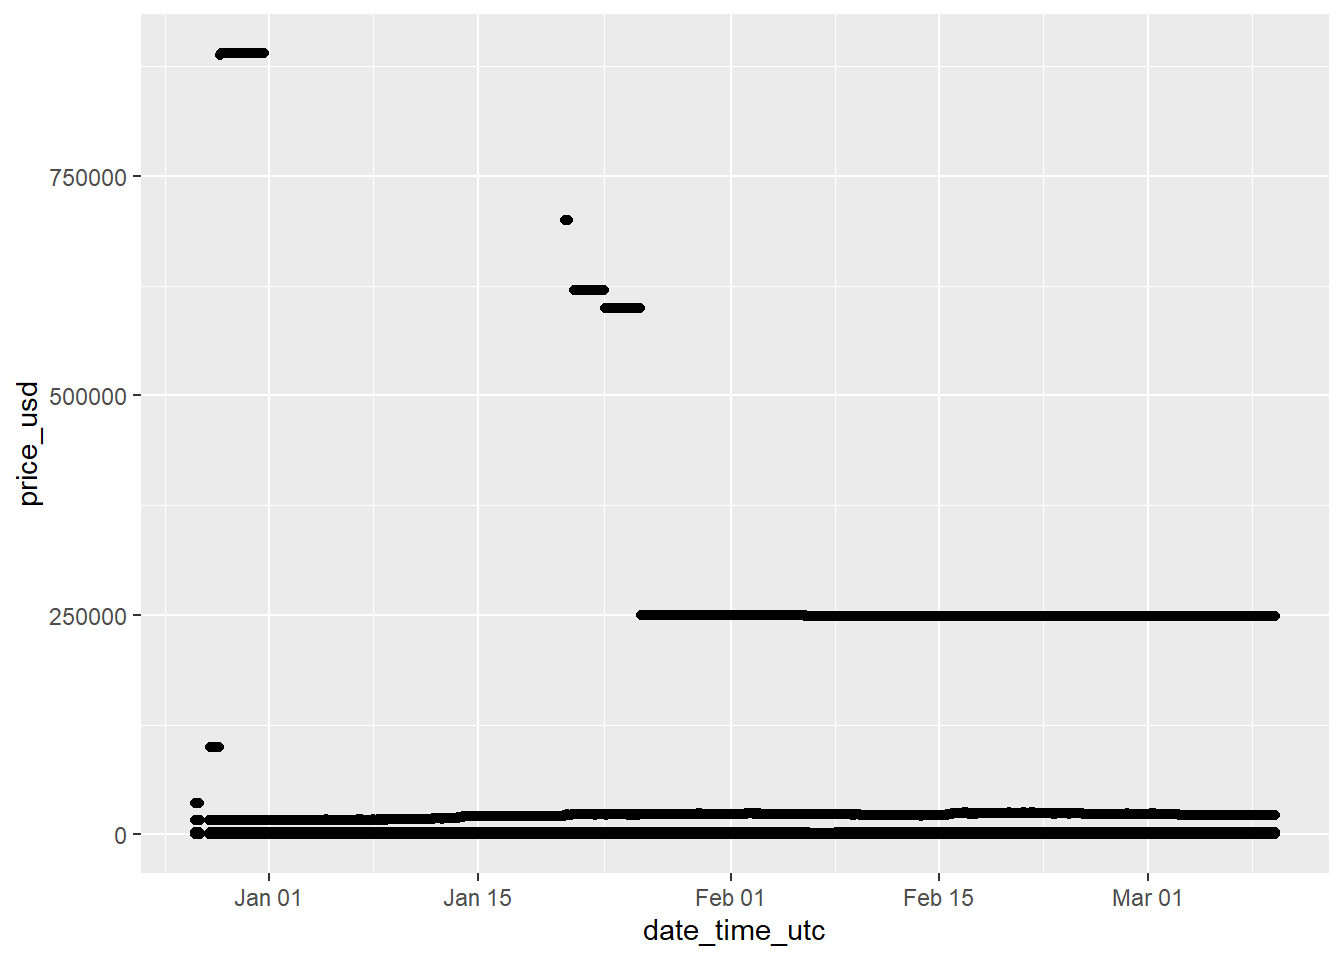 price_usd
750000
500000
250000
0
Jan 01
Jan 15
Feb 01
Feb 15
Mar 01
date_time_utc